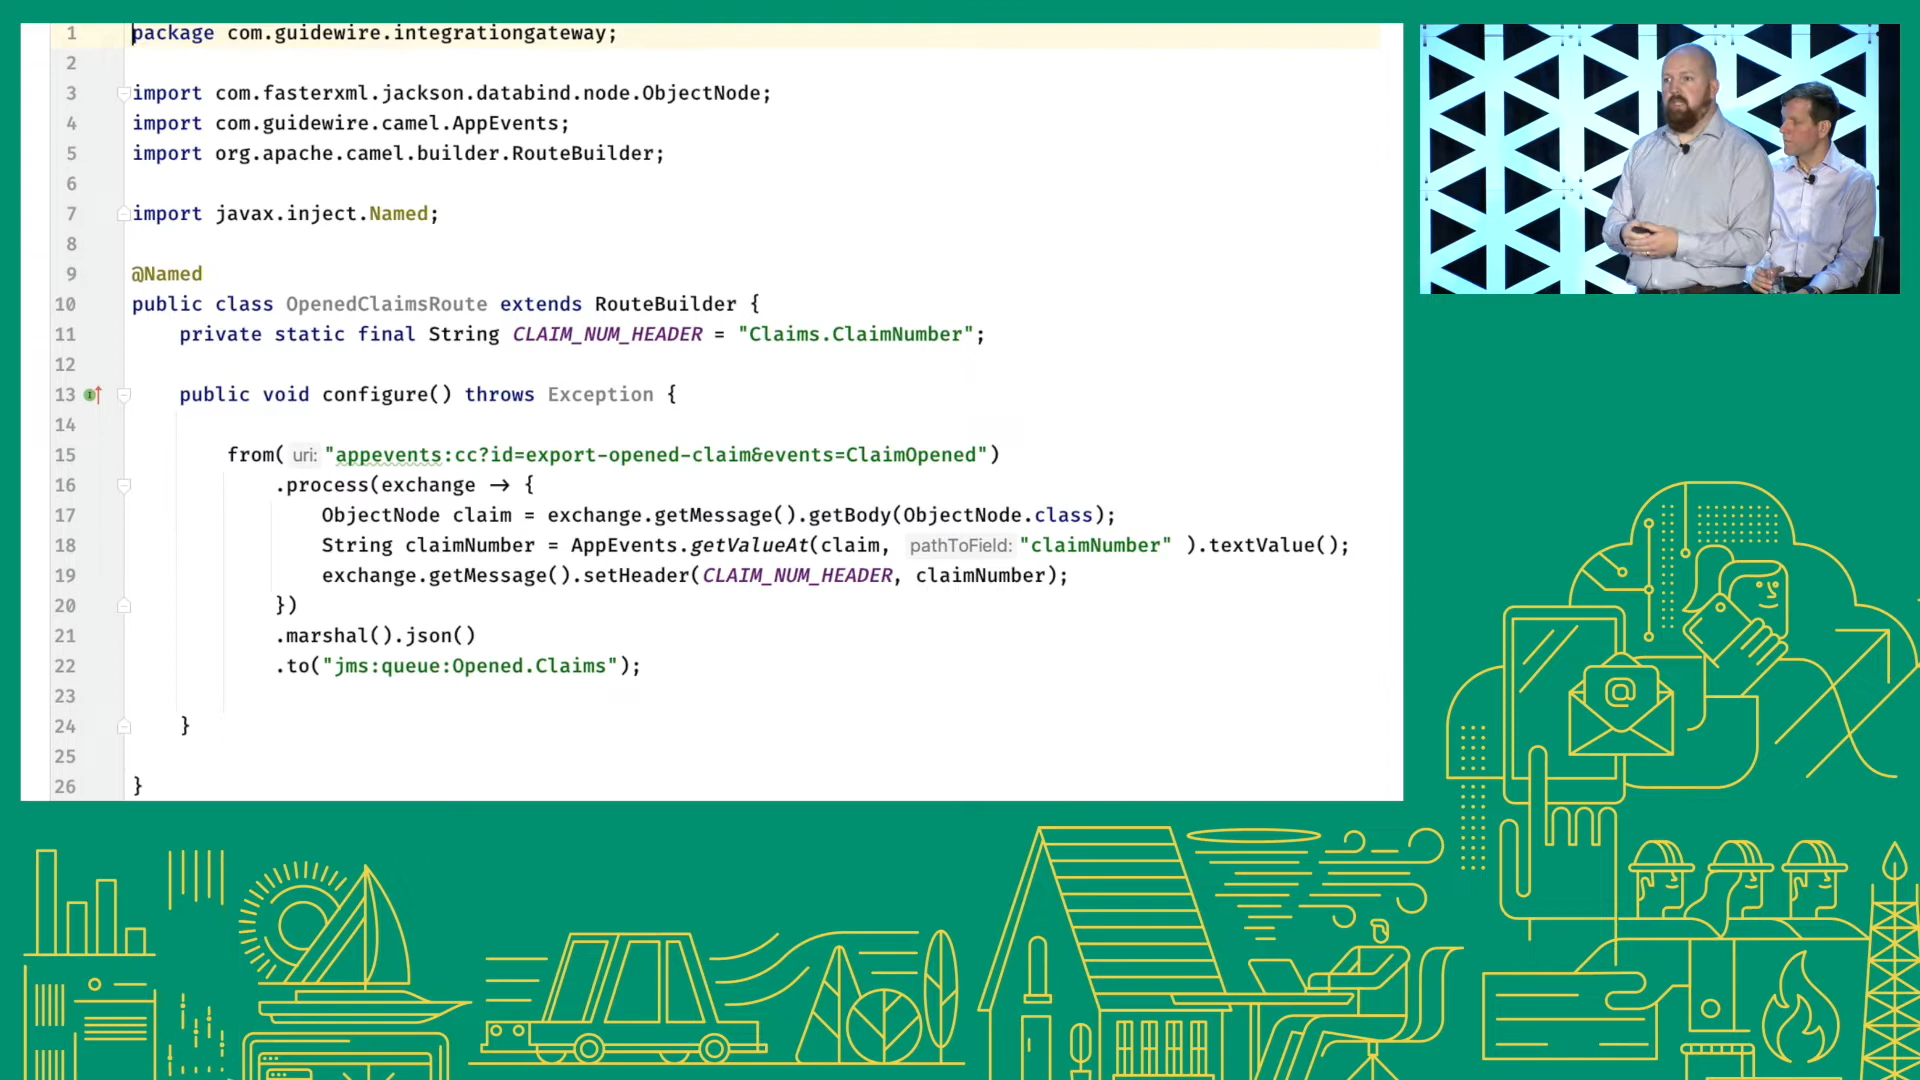 1 package com.guidewire.integrationgateway;
2
3 import com.fasterxml.jackson.databind.node.ObjectNode;
4 import com.guidewire.camel.AppEvents;
5 import org.apache.camel.builder.RouteBuilder;
6
7 import javax.inject.Named;
8
9 @Named
10 public class OpenedClaimsRoute extends RouteBuilder {
11 private static final String CLAIM_NUM_HEADER = "Claims.ClaimNumber";
12
13 public void configure() throws Exception {
14
15 from( uri: "appevents:cc?id=export-opened-claim&events=ClaimOpened")
16 .process(exchange → {
17 ObjectNode claim = exchange.getMessage().getBody(ObjectNode.class);
18 String claimNumber = AppEvents.getValueAt(claim, pathToField: "claimNumber" ).textValue();
19 exchange.getMessage().setHeader(CLAIM_NUM_HEADER, claimNumber);
20 })
21 .marshal().json()
22 .to("jms:queue:Opened.Claims");
23
24 }
25
26 }
@